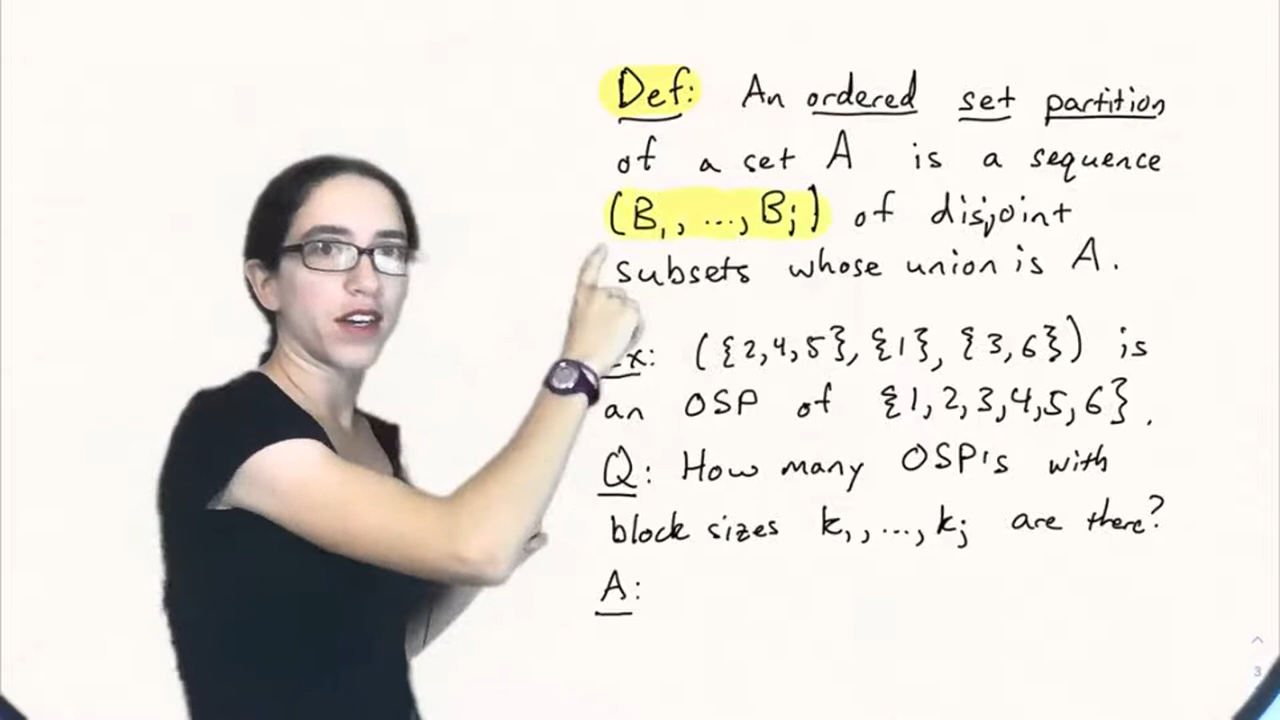 Def: An ordered set partition
of a set A is a sequence
(B₁, ..., Bⱼ) of disjoint
subsets whose union is A.
x: ({2,4,5}, {1}, {3,6}) is
an OSP of {1,2,3,4,5,6}.
Q: How many OSP's with
block sizes k₁, ..., kⱼ are there?
A:
3